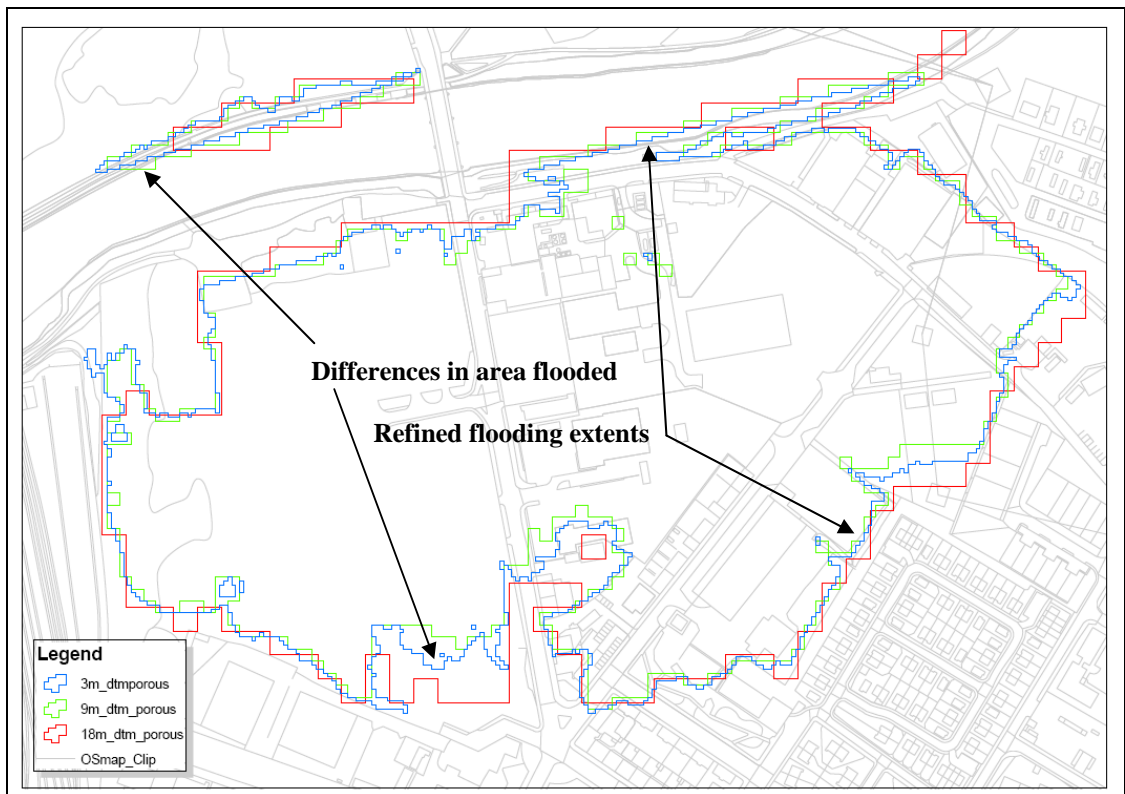 Differences in area flooded
Refined flooding extents
Legend
3m_dtmporous
9m_dtm_porous
18m_dtm_porous
OSmap_Clip